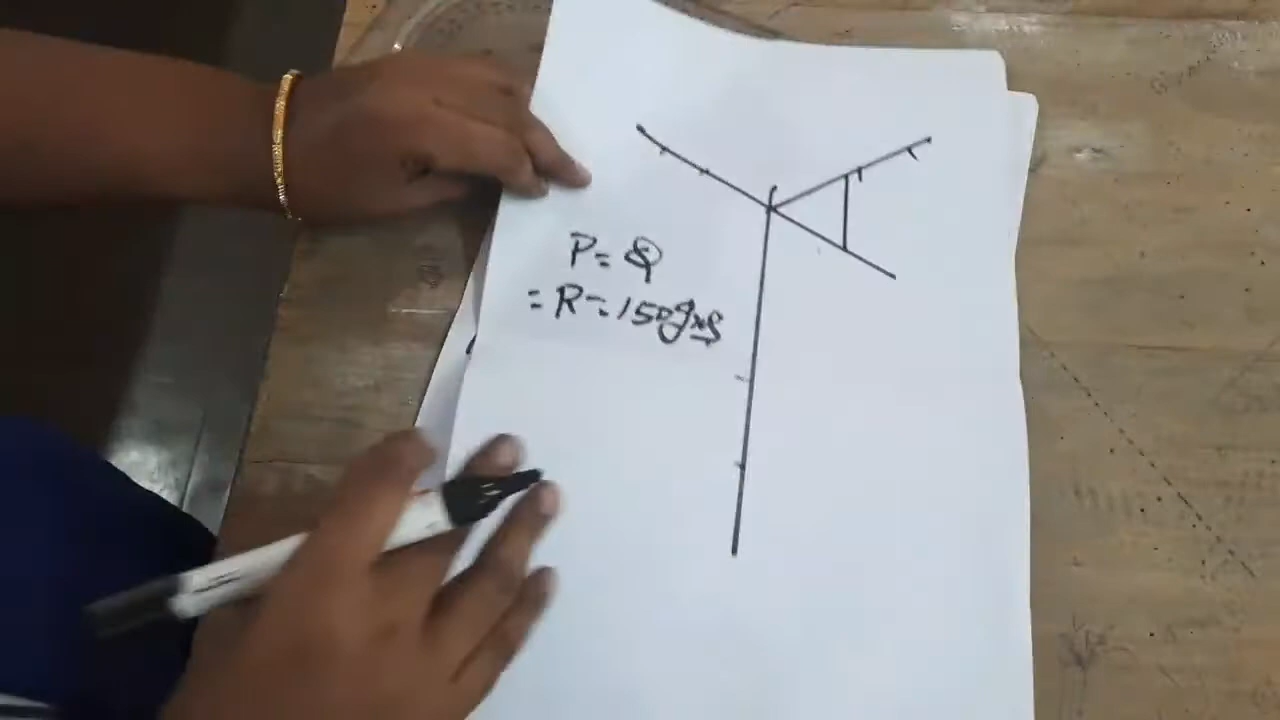 P = Q
= R = 150gms